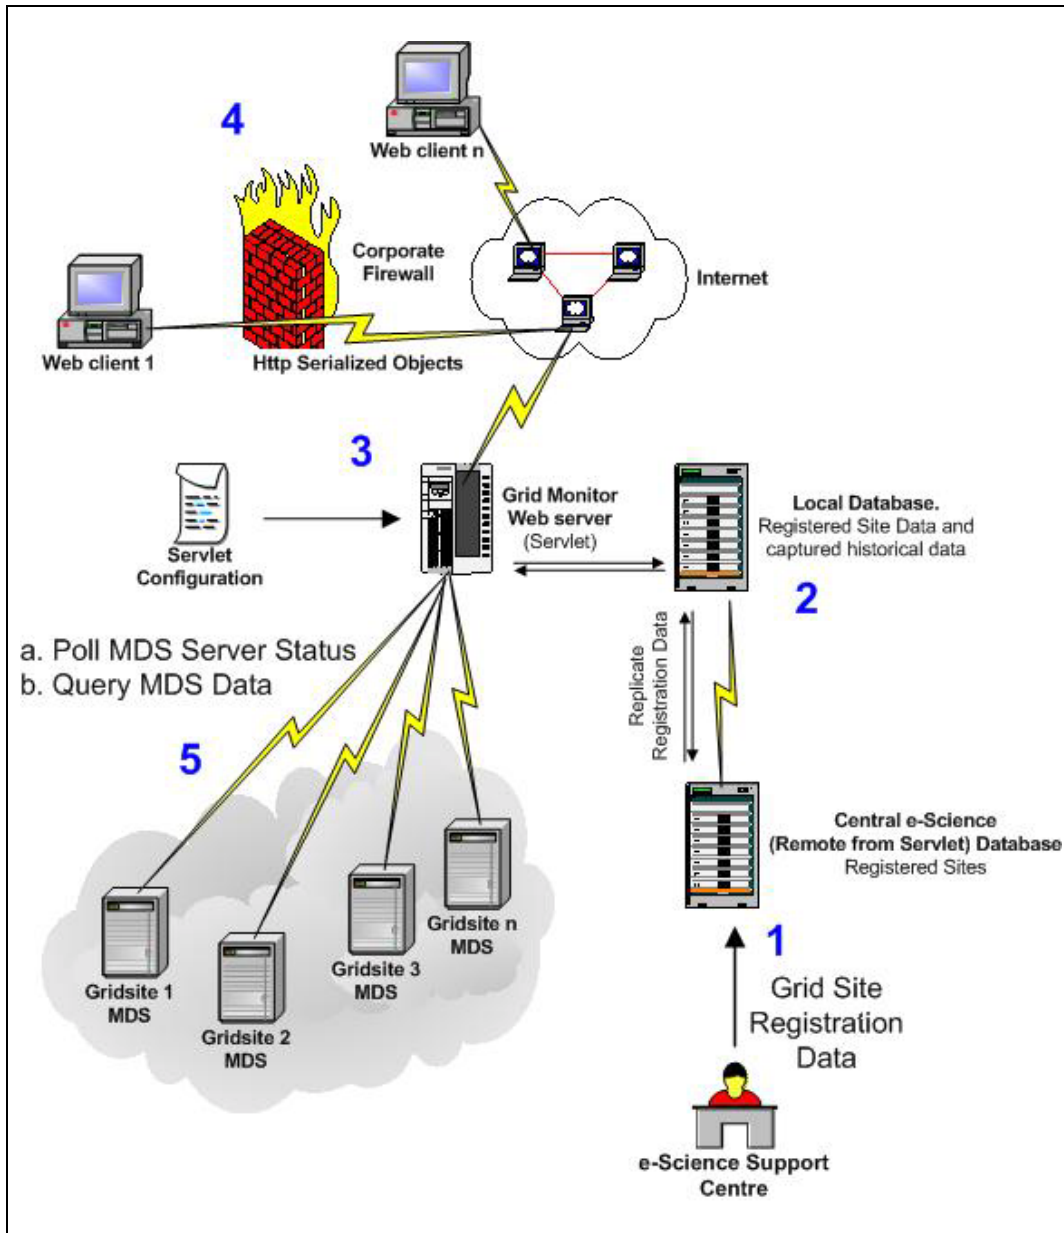 4
Web client n
Corporate
Firewall
Internet
Web client 1
Http Serialized Objects
3
Servlet
Configuration
Grid Monitor
Web server
(Servlet)
Local Database.
Registered Site Data and
captured historical data
2
a. Poll MDS Server Status
b. Query MDS Data
Replicate
Registration Data
5
Gridsite 1
MDS
Gridsite 2
MDS
Gridsite 3
MDS
Gridsite n
MDS
Central e-Science
(Remote from Servlet) Database
Registered Sites
1
Grid Site
Registration
Data
e-Science Support
Centre